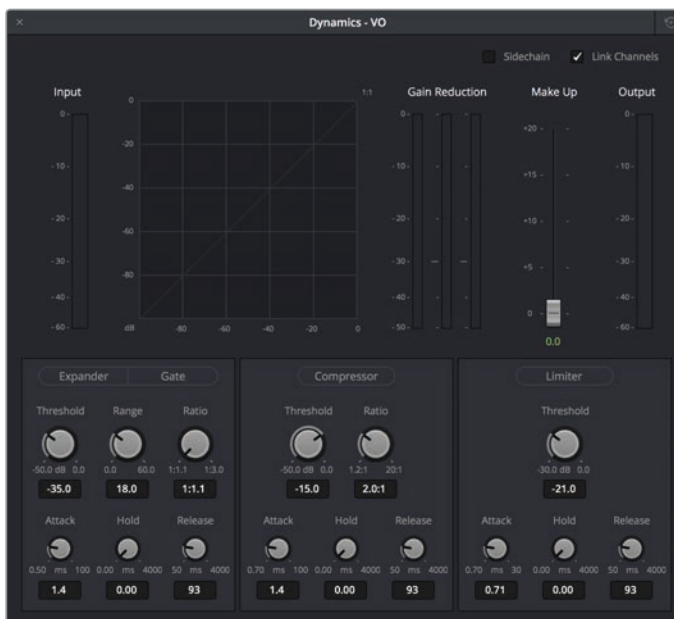 Dynamics - VO
Sidechain
Link Channels
Input
Gain Reduction
Make Up
Output
1:1
0
-20
-40
-60
-80
dB -80 -60 -40 -20 0
0-
-10-
-20-
-30-
-40-
-60-
0-
-10-
-20-
-30-
-40-
-50-
+20 -
+15 -
+10 -
+5 -
0 -
0.0
0-
-10-
-20-
-30-
-40-
-60-
Expander Gate
Threshold Range Ratio
-50.0 dB 0.0 0.0 60.0 1:1.1 1:3.0
-35.0 18.0 1:1.1
Attack Hold Release
0.50 ms 100 0.00 ms 4000 50 ms 4000
1.4 0.00 93
Compressor
Threshold Ratio
-50.0 dB 0.0 1.2:1 20:1
-15.0 2.0:1
Attack Hold Release
0.70 ms 100 0.00 ms 4000 50 ms 4000
1.4 0.00 93
Limiter
Threshold
-30.0 dB 0.0
-21.0
Attack Hold Release
0.70 ms 30 0.00 ms 4000 50 ms 4000
0.71 0.00 93